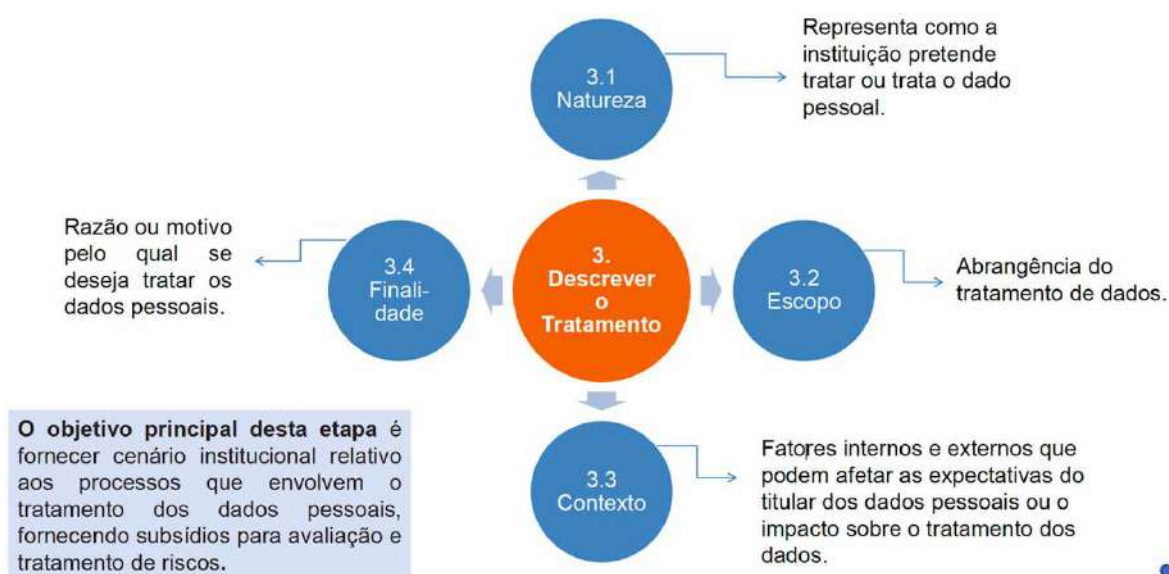 3.1
Natureza
Representa como a
instituição pretende
tratar ou trata o dado
pessoal.
Razão ou motivo
pelo qual se
deseja tratar os
dados pessoais.
3.4
Finali-
dade
3.
Descrever
o
Tratamento
3.2
Escopo
Abrangência do
tratamento de dados.
O objetivo principal desta etapa é
fornecer cenário institucional relativo
aos processos que envolvem o
tratamento dos dados pessoais,
fornecendo subsídios para avaliação e
tratamento de riscos.
3.3
Contexto
Fatores internos e externos que
podem afetar as expectativas do
titular dos dados pessoais ou o
impacto sobre o tratamento dos
dados.